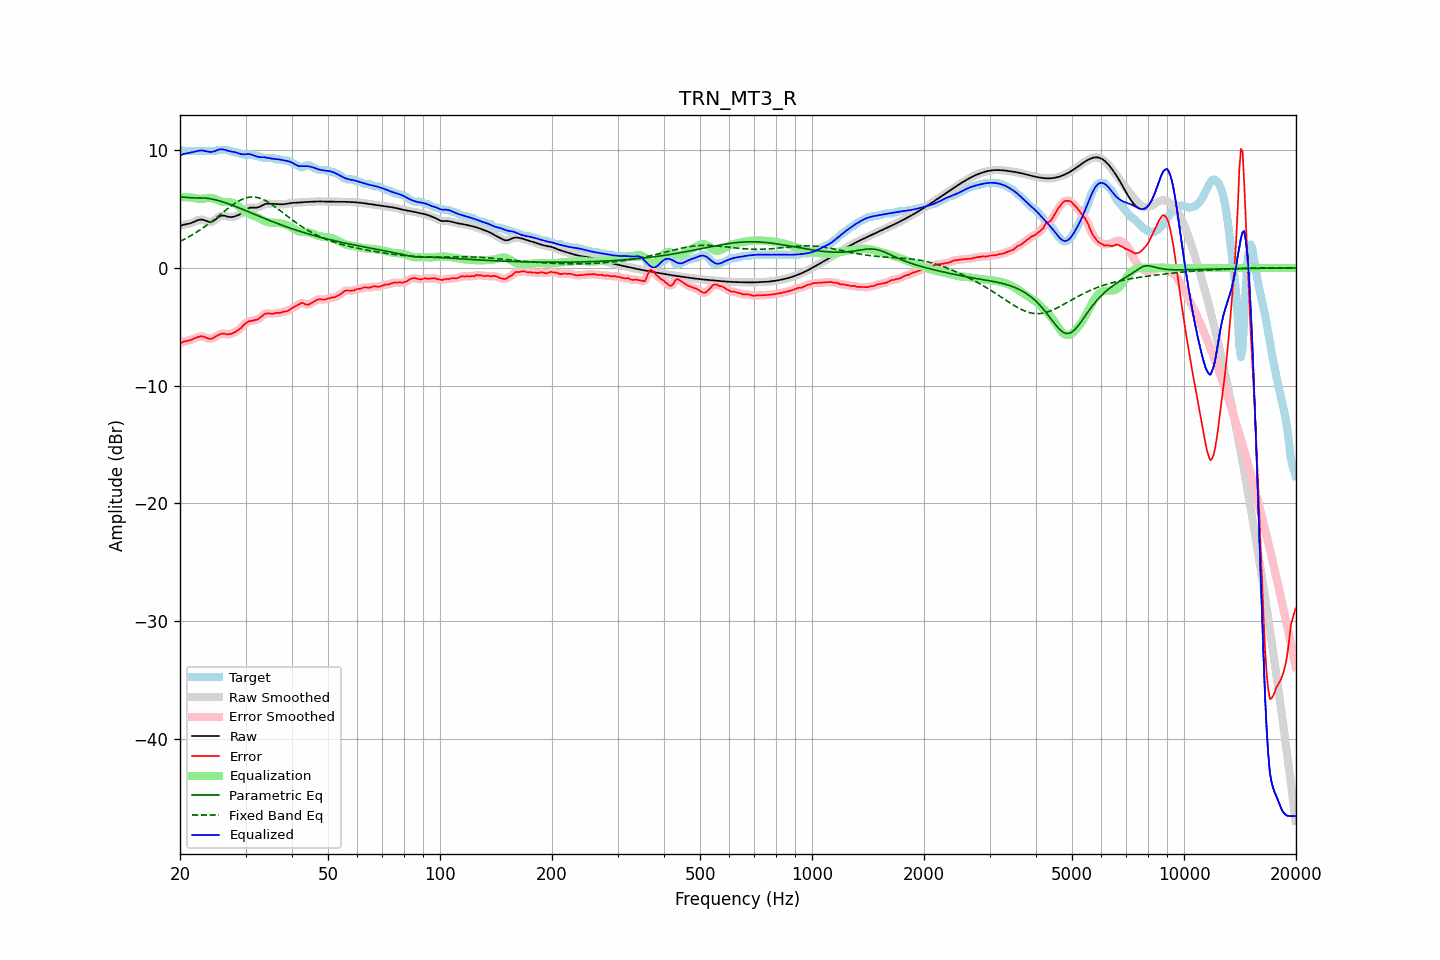 TRN_MT3_R
Amplitude (dBr)
10
0
−10
−20
−30
−40
Target
Raw Smoothed
Error Smoothed
Raw
Error
Equalization
Parametric Eq
Fixed Band Eq
Equalized
20 50 100 200 500 1000 2000 5000 10000 20000
Frequency (Hz)